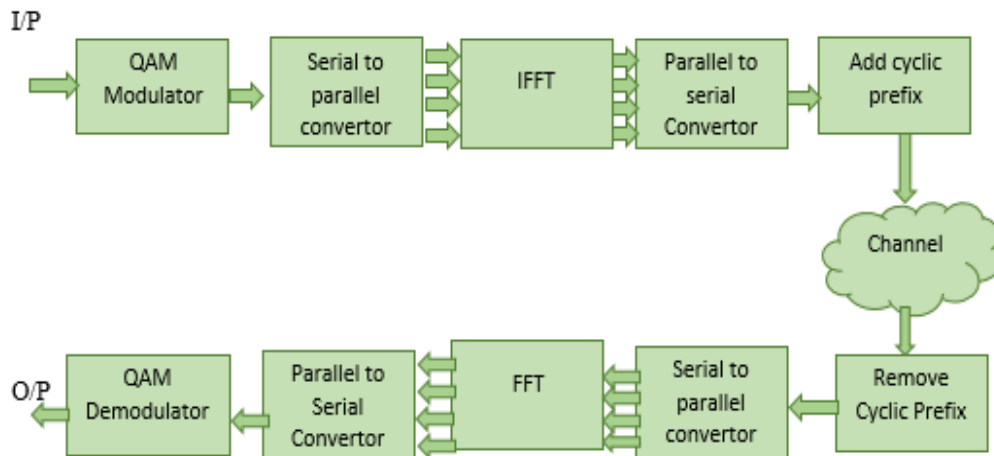 I/P
QAM
Modulator
Serial to
parallel
convertor
IFFT
Parallel to
serial
Convertor
Add cyclic
prefix
Channel
O/P
QAM
Demodulator
Parallel to
Serial
Convertor
FFT
Serial to
parallel
convertor
Remove
Cyclic Prefix